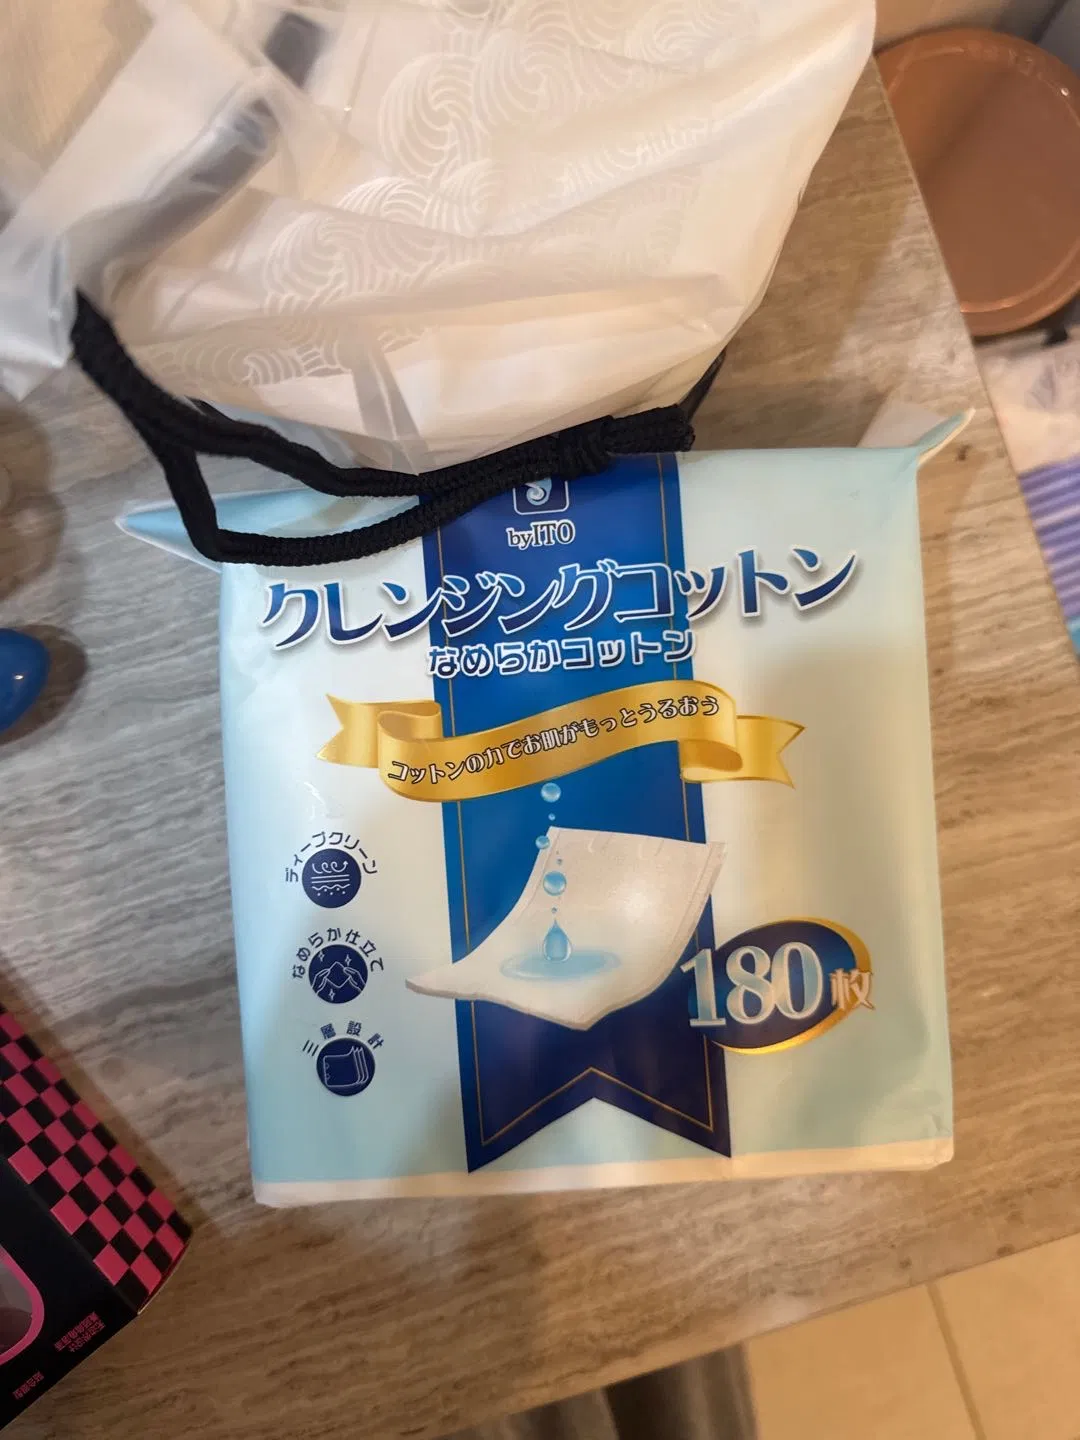 byITO
クレンジングコットン
なめらかコットン
コットンの力でお肌がもっとうるおう
ディープクリーン
なめらか仕立て
三層設計
180枚